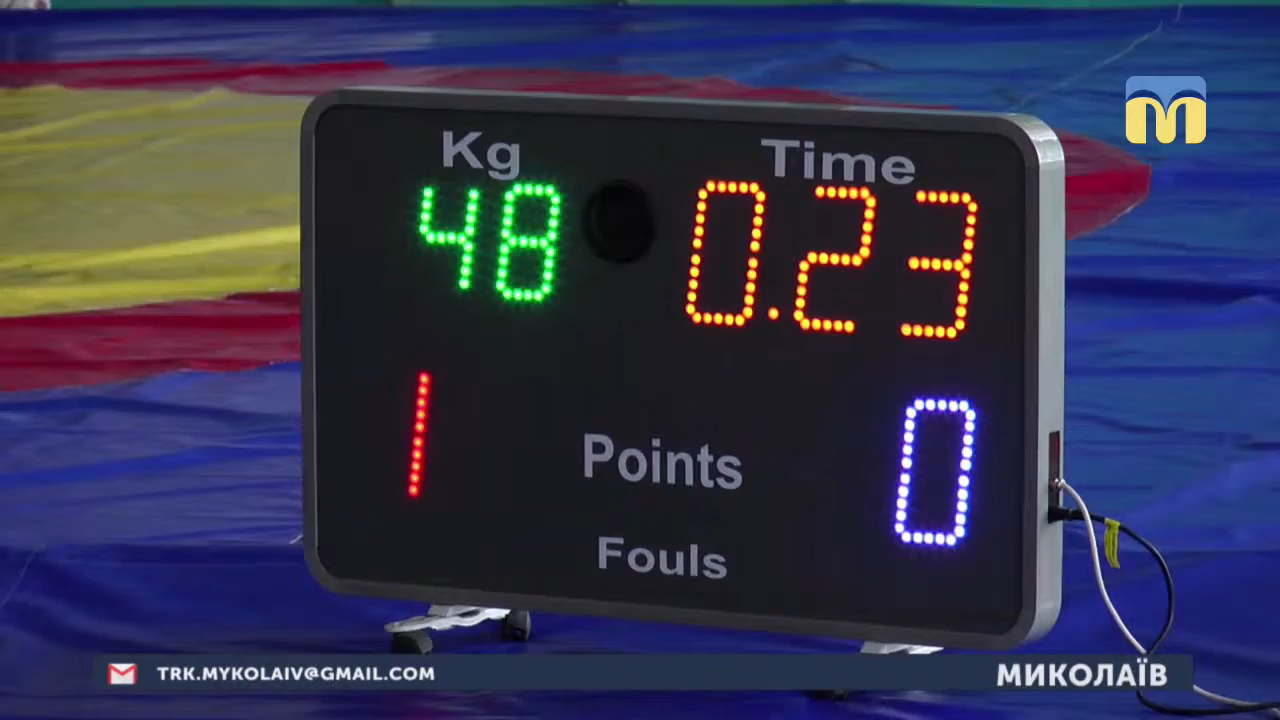 Kg Time
48 0.23
1 Points 0
Fouls
TRK.MYKOLAIV@GMAIL.COM МИКОЛАЇВ